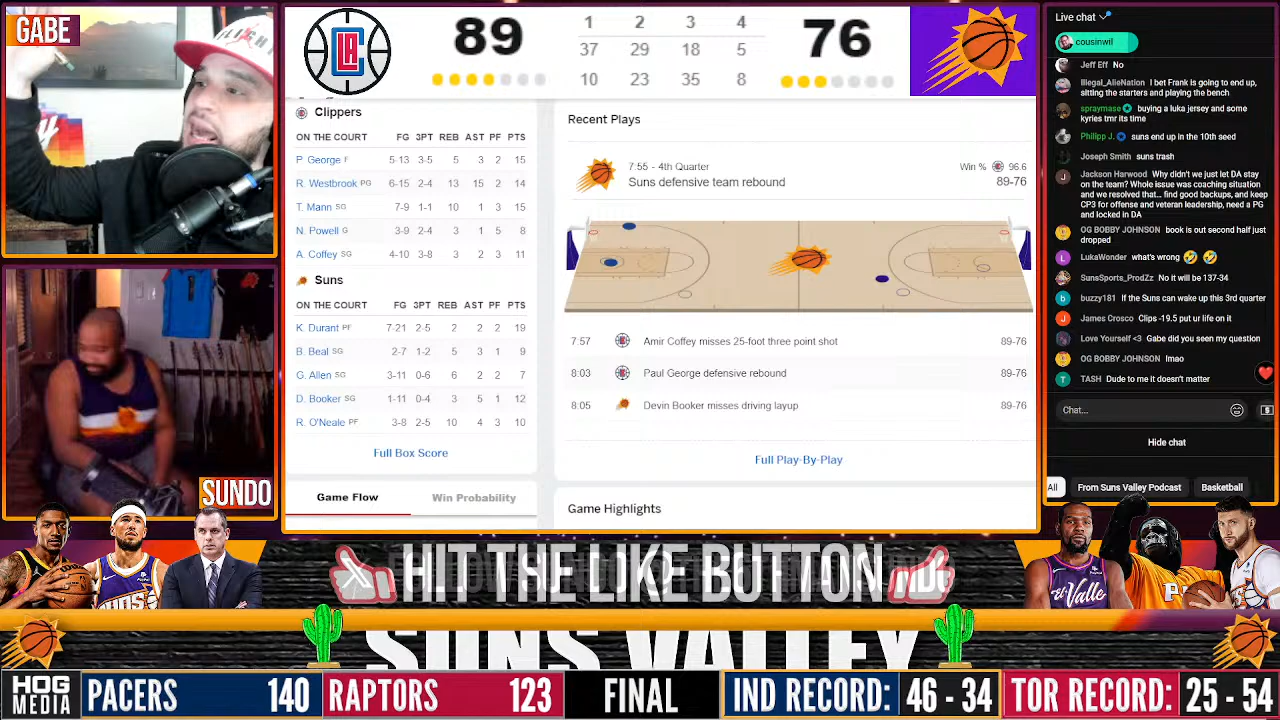 GABE
SUNDO
LA
89
1 2 3 4
37 29 18 5
10 23 35 8
76
Clippers
ON THE COURT FG 3PT REB AST PF PTS
P. George F 5-13 3-5 5 3 2 15
R. Westbrook PG 6-15 2-4 13 15 2 14
T. Mann SG 7-9 1-1 10 1 3 15
N. Powell G 3-9 2-4 3 1 5 8
A. Coffey SG 4-10 3-8 3 2 3 11
Suns
ON THE COURT FG 3PT REB AST PF PTS
K. Durant PF 7-21 2-5 2 2 2 19
B. Beal SG 2-7 1-2 5 3 1 9
G. Allen SG 3-11 0-6 6 2 2 7
D. Booker SG 1-11 0-4 3 5 1 12
R. O'Neale PF 3-8 2-5 10 4 3 10
Full Box Score
Game Flow Win Probability
Recent Plays
7:55 - 4th Quarter Win % 96.6
Suns defensive team rebound 89-76
7:57 Amir Coffey misses 25-foot three point shot 89-76
8:03 Paul George defensive rebound 89-76
8:05 Devin Booker misses driving layup 89-76
Full Play-By-Play
Game Highlights
Live chat
cousinwil
Jeff Eff No
Illegal_AlieNation I bet Frank is going to end up,
sitting the starters and playing the bench
spraymase buying a luka jersey and some
kyries tmr its time
Philipp J. suns end up in the 10th seed
Joseph Smith suns trash
Jackson Harwood Why didn't we just let DA stay
on the team? Whole issue was coaching situation
and we resolved that... find good backups, and keep
CP3 for offense and veteran leadership, need a PG
and locked in DA
OG BOBBY JOHNSON book is out second half just
dropped
LukaWonder what's wrong 🤣 🤣
SunsSports_ProdZz No it will be 137-34
buzzy181 If the Suns can wake up this 3rd quarter
James Crosco Clips -19.5 put ur life on it
Love Yourself <3 Gabe did you seen my question
OG BOBBY JOHNSON lmao
TASH Dude to me it doesn't matter
Chat...
Hide chat
All From Suns Valley Podcast Basketball
HIT THE LIKE BUTTON
SUNS VALLEY
HOG
MEDIA
PACERS 140 RAPTORS 123 FINAL IND RECORD: 46 - 34 TOR RECORD: 25 - 54